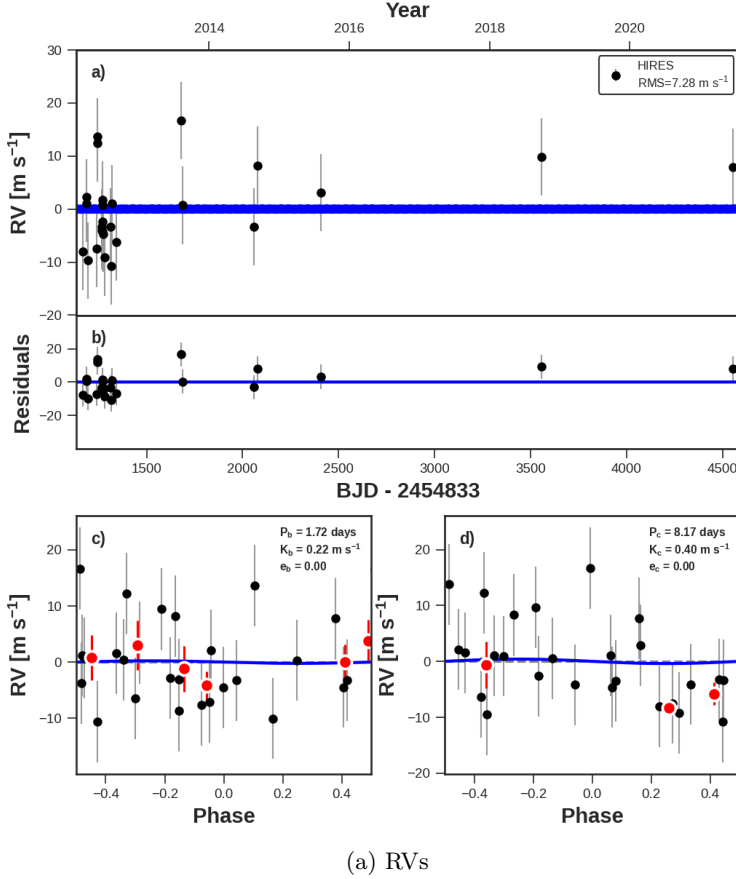 Year
2014 2016 2018 2020
a)
HIRES
RMS=7.28 m s⁻¹
RV [m s⁻¹]
30
20
10
0
−10
−20
b)
Residuals
20
0
−20
1500 2000 2500 3000 3500 4000 4500
BJD - 2454833
c)
P_b = 1.72 days
K_b = 0.22 m s⁻¹
e_b = 0.00
RV [m s⁻¹]
20
10
0
−10
−0.4 −0.2 0.0 0.2 0.4
Phase
d)
P_c = 8.17 days
K_c = 0.40 m s⁻¹
e_c = 0.00
RV [m s⁻¹]
20
10
0
−10
−20
−0.4 −0.2 0.0 0.2 0.4
Phase
(a) RVs